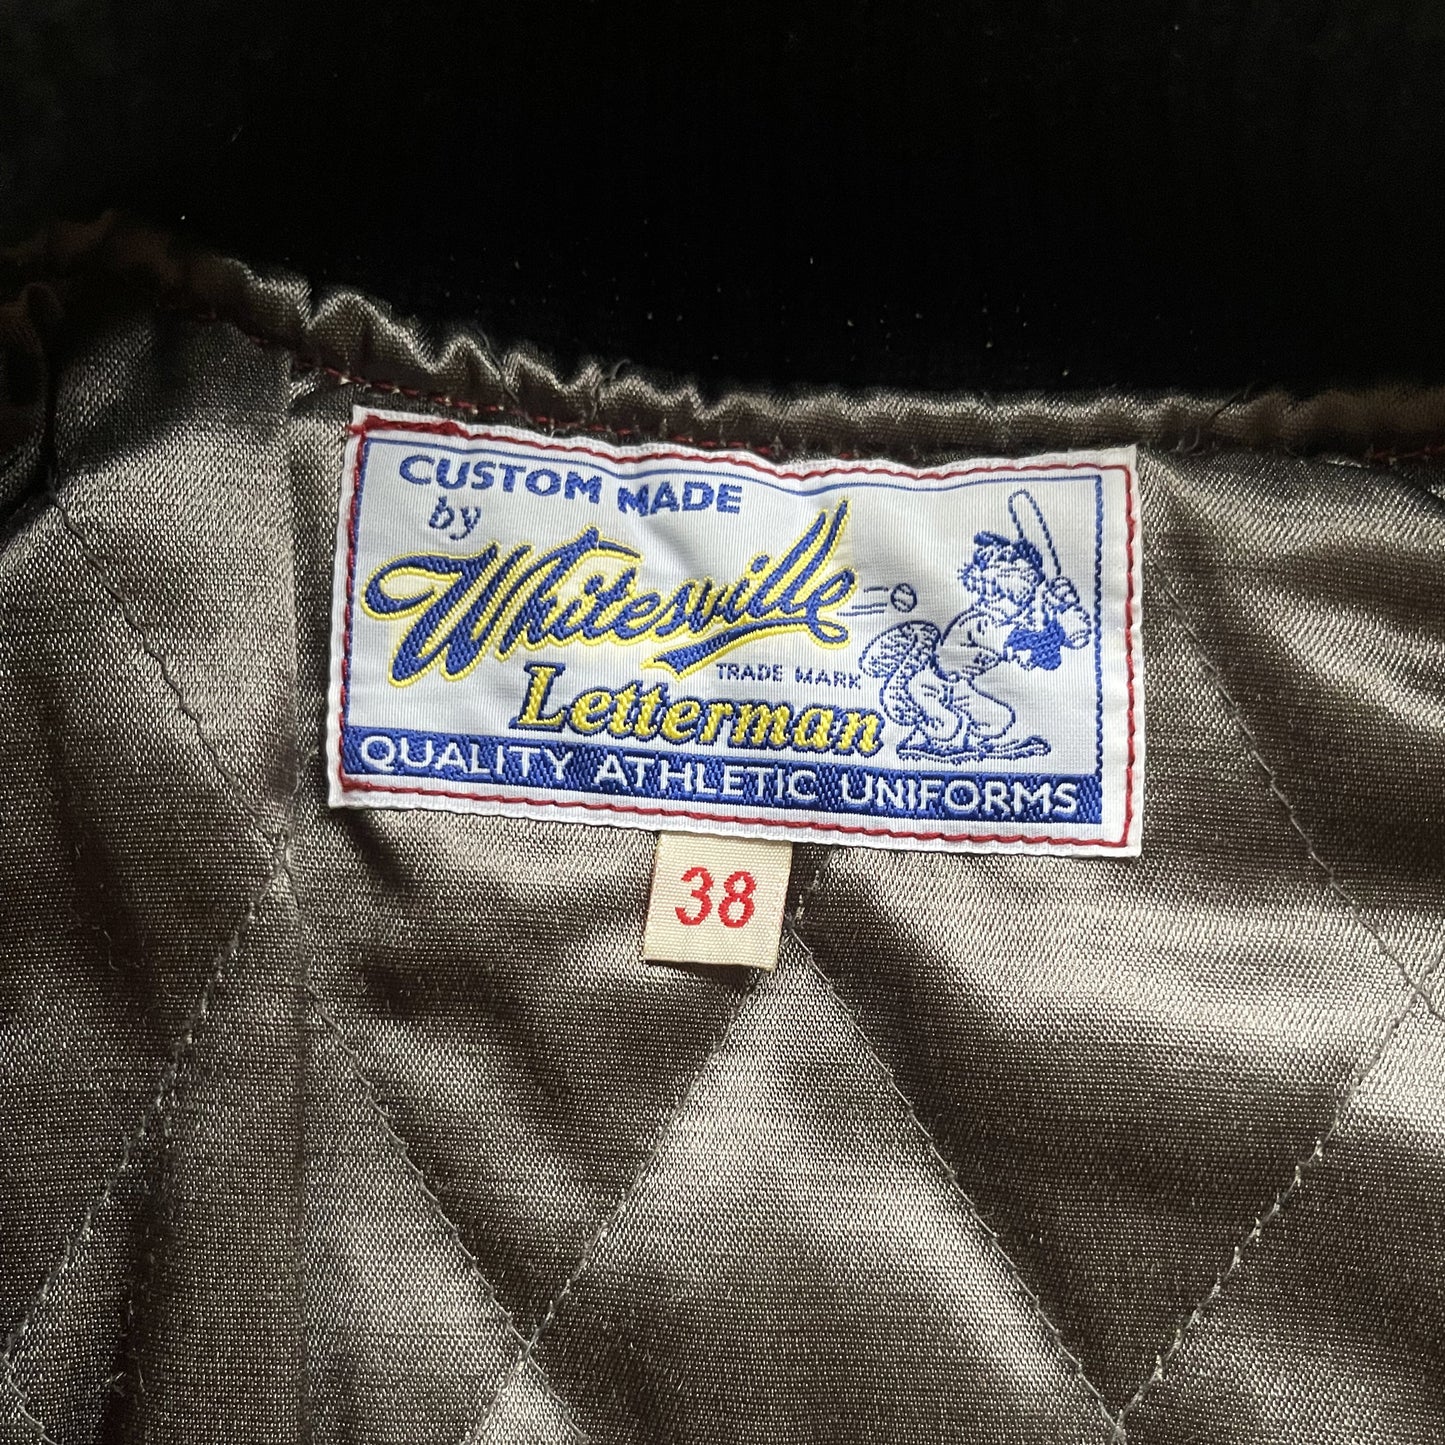 CUSTOM MADE
by
Whitesville
TRADE MARK
Letterman
QUALITY ATHLETIC UNIFORMS
38